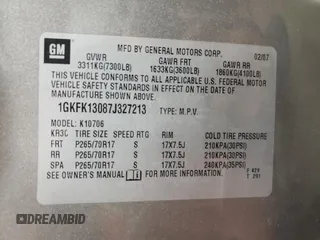 GM
MFD. BY GENERAL MOTORS CORP. 02/07
GVWR GAWR FRT GAWR RR
3311KG(7300LB) 1633KG(3600LB) 1860KG(4100LB)
THIS VEHICLE CONFORMS TO ALL APPLICABLE U.S. FEDERAL
MOTOR VEHICLE SAFETY, BUMPER, AND THEFT PREVENTION STANDARDS
IN EFFECT ON THE DATE OF MANUFACTURE SHOWN ABOVE.
1GKFK13087J327213 TYPE: M.P.V.
MODEL: K10706
TIRE SIZE SPEED RTG RIM COLD TIRE PRESSURE
FRT P265/70R17 S 17X7.5J 210KPA(30PSI)
RR P265/70R17 S 17X7.5J 210KPA(30PSI)
SPA P265/70R17 S 17X7.5J 240KPA(35PSI)
SEE OWNER'S MANUAL FOR MORE INFORMATION.
DREAMBID